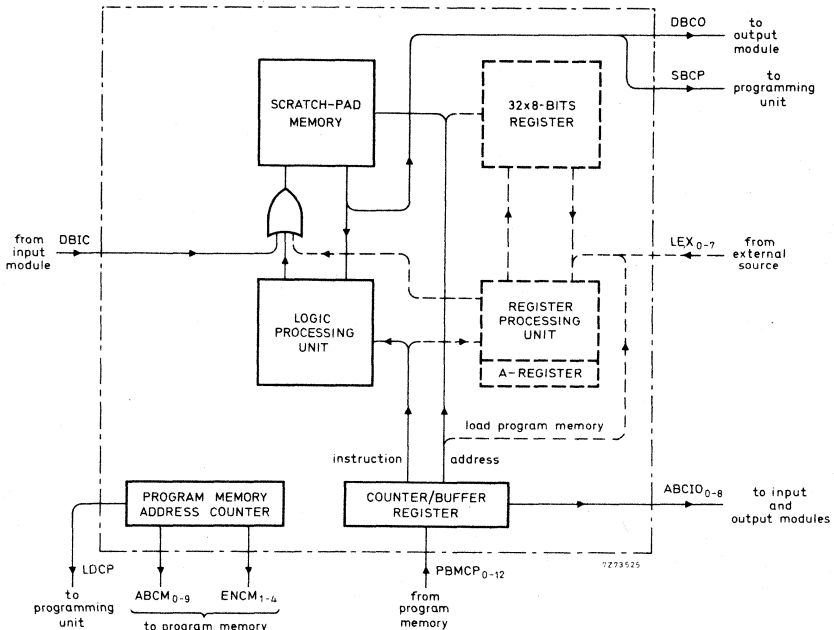 DBCO
to
output
module
SBCP
to
programming
unit
SCRATCH-PAD
MEMORY
32x8-BITS
REGISTER
from
input
module
DBIC
LEX0-7
from
external
source
LOGIC
PROCESSING
UNIT
REGISTER
PROCESSING
UNIT
A-REGISTER
load program memory
instruction
address
PROGRAM MEMORY
ADDRESS COUNTER
COUNTER/BUFFER
REGISTER
ABCIO0-8
to input
and
output modules
7Z73525
LDCP
to
programming
unit
ABCM0-9
ENCM1-4
to program memory
PBMCP0-12
from
program
memory